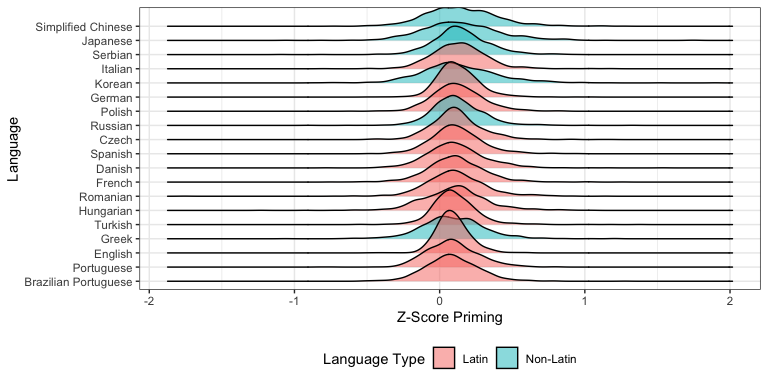 Language
Simplified Chinese
Japanese
Serbian
Italian
Korean
German
Polish
Russian
Czech
Spanish
Danish
French
Romanian
Hungarian
Turkish
Greek
English
Portuguese
Brazilian Portuguese
-2 -1 0 1 2
Z-Score Priming
Language Type Latin Non-Latin